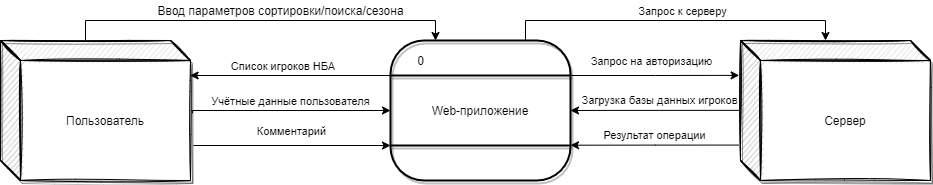 Ввод параметров сортировки/поиска/сезона
Запрос к серверу
0
Список игроков НБА
Запрос на авторизацию
Учётные данные пользователя
Загрузка базы данных игроков
Пользователь
Web-приложение
Сервер
Комментарий
Результат операции